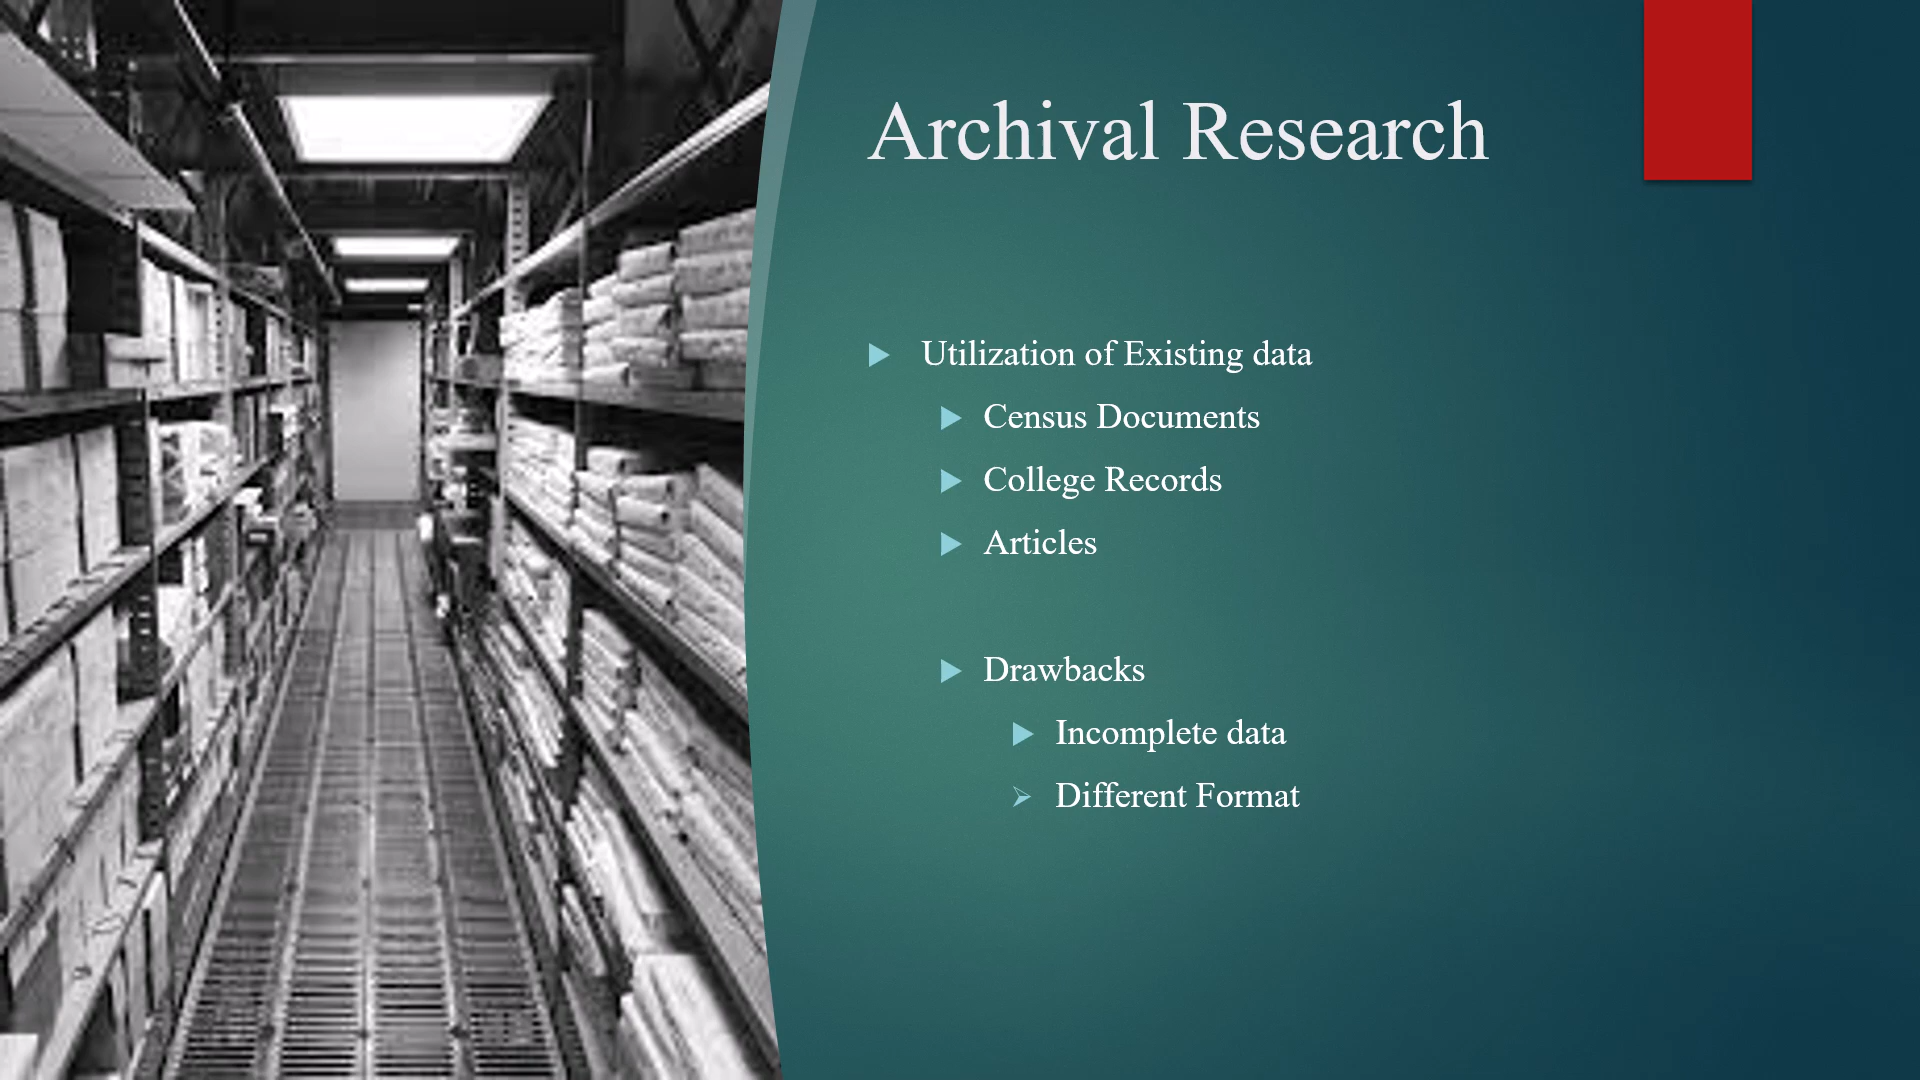 Archival Research
Utilization of Existing data
Census Documents
College Records
Articles
Drawbacks
Incomplete data
Different Format